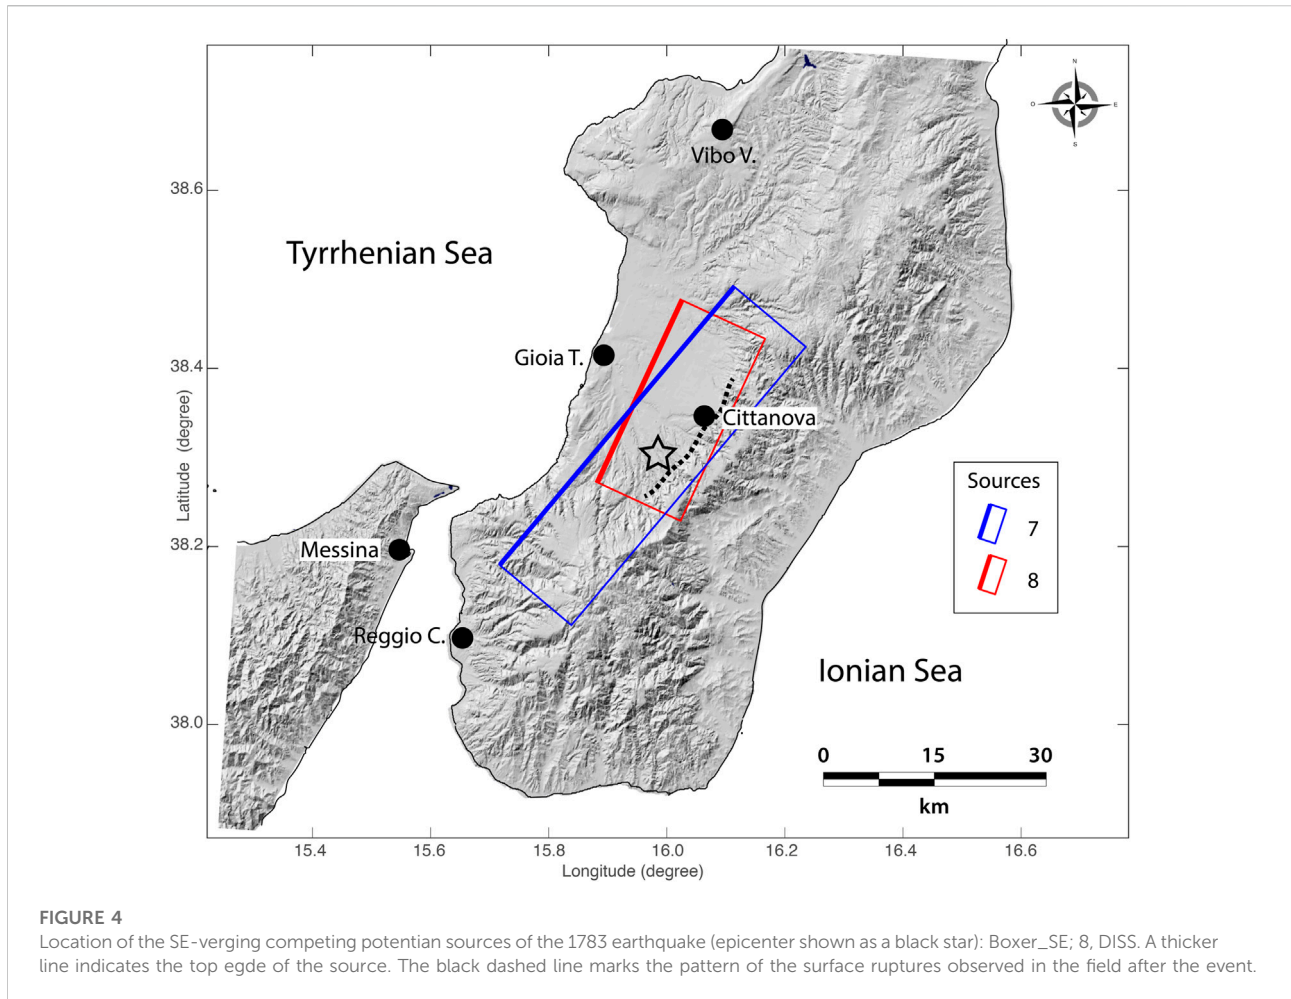 N
O
E
S
Vibo V.
38.6
Tyrrhenian Sea
Gioia T.
38.4
Cittanova
Latitude (degree)
Sources
7
8
38.2
Messina
Reggio C.
Ionian Sea
38.0
0 15 30
km
15.4 15.6 15.8 16.0 16.2 16.4 16.6
Longitude (degree)
FIGURE 4
Location of the SE-verging competing potentian sources of the 1783 earthquake (epicenter shown as a black star): Boxer_SE; 8, DISS. A thicker
line indicates the top egde of the source. The black dashed line marks the pattern of the surface ruptures observed in the field after the event.